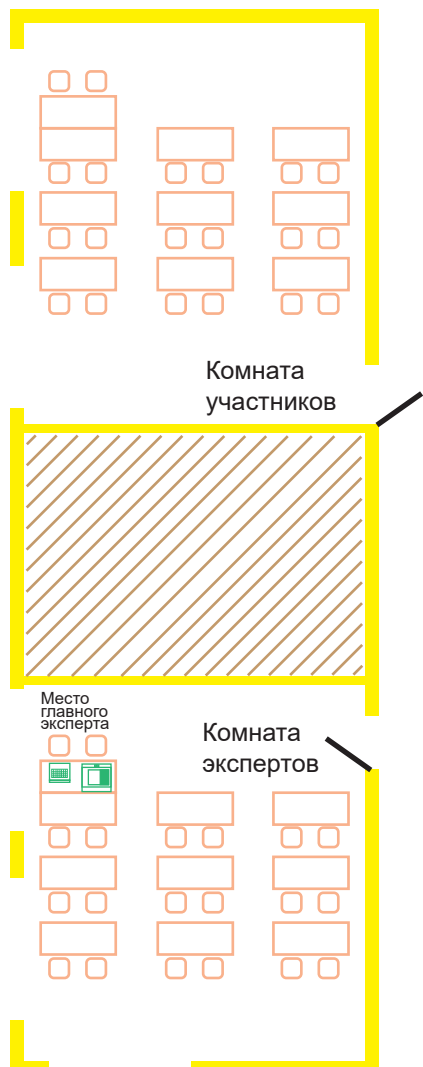 Комната
участников
Место
главного
эксперта
Комната
экспертов